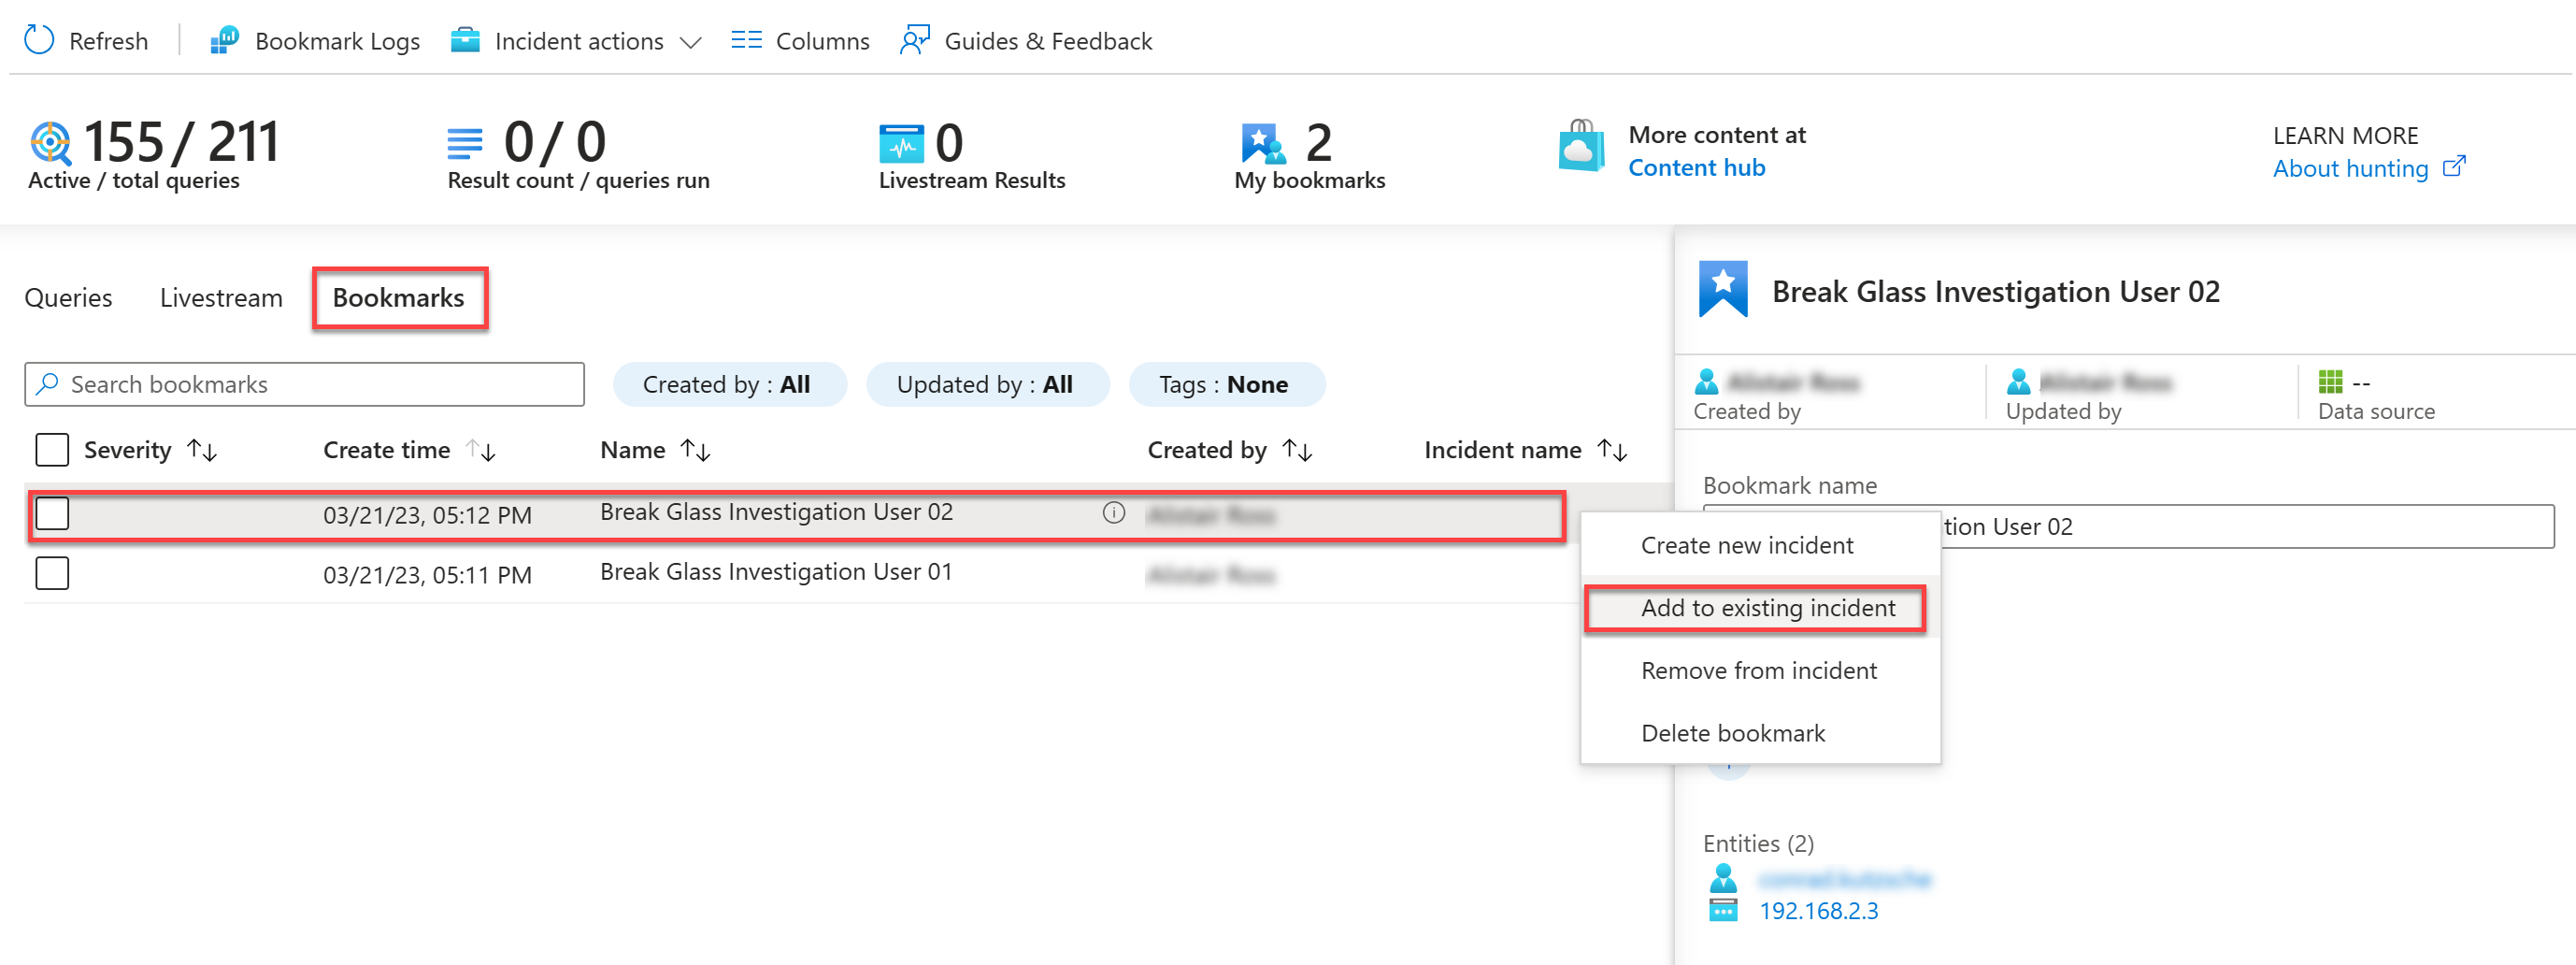 Refresh Bookmark Logs Incident actions Columns Guides & Feedback
155 / 211
Active / total queries
0 / 0
Result count / queries run
0
Livestream Results
2
My bookmarks
More content at
Content hub
LEARN MORE
About hunting
Queries Livestream Bookmarks
Search bookmarks Created by : All Updated by : All Tags : None
Severity Create time Name Created by Incident name
03/21/23, 05:12 PM Break Glass Investigation User 02
03/21/23, 05:11 PM Break Glass Investigation User 01
Create new incident
Add to existing incident
Remove from incident
Delete bookmark
Break Glass Investigation User 02
Created by
Updated by
--
Data source
Bookmark name
tion User 02
Entities (2)
192.168.2.3